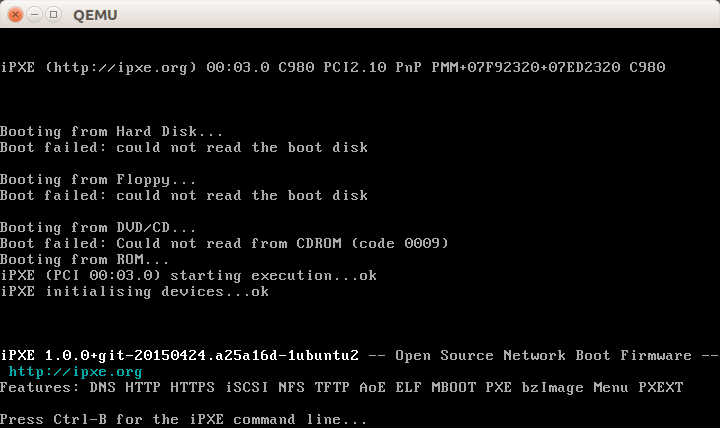 QEMU
iPXE (http://ipxe.org) 00:03.0 C980 PCI2.10 PnP PMM+07F92320+07ED2320 C980
Booting from Hard Disk...
Boot failed: could not read the boot disk
Booting from Floppy...
Boot failed: could not read the boot disk
Booting from DVD/CD...
Boot failed: Could not read from CDROM (code 0009)
Booting from ROM...
iPXE (PCI 00:03.0) starting execution...ok
iPXE initialising devices...ok
iPXE 1.0.0+git-20150424.a25a16d-1ubuntu2 -- Open Source Network Boot Firmware --
http://ipxe.org
Features: DNS HTTP HTTPS iSCSI NFS TFTP AoE ELF MBOOT PXE bzImage Menu PXEXT
Press Ctrl-B for the iPXE command line...